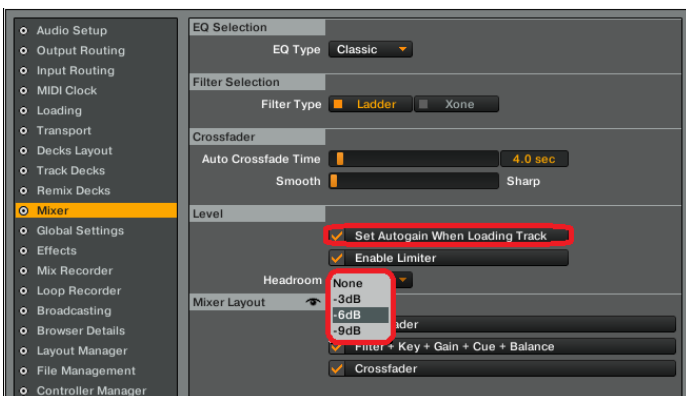 Audio Setup
Output Routing
Input Routing
MIDI Clock
Loading
Transport
Decks Layout
Track Decks
Remix Decks
Mixer
Global Settings
Effects
Mix Recorder
Loop Recorder
Broadcasting
Browser Details
Layout Manager
File Management
Controller Manager
EQ Selection
EQ Type Classic
Filter Selection
Filter Type Ladder Xone
Crossfader
Auto Crossfade Time 4.0 sec
Smooth Sharp
Level
Set Autogain When Loading Track
Enable Limiter
Headroom
None
-3dB
-6dB
-9dB
Mixer Layout
Filter + Key + Gain + Cue + Balance
Crossfader